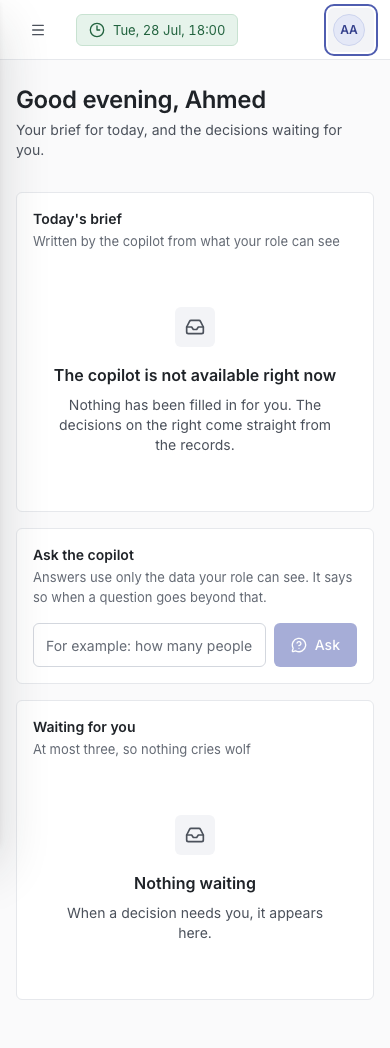 Tue, 28 Jul, 18:00
AA
Good evening, Ahmed
Your brief for today, and the decisions waiting for
you.
Today's brief
Written by the copilot from what your role can see
The copilot is not available right now
Nothing has been filled in for you. The
decisions on the right come straight from
the records.
Ask the copilot
Answers use only the data your role can see. It says
so when a question goes beyond that.
For example: how many people
Ask
Waiting for you
At most three, so nothing cries wolf
Nothing waiting
When a decision needs you, it appears
here.